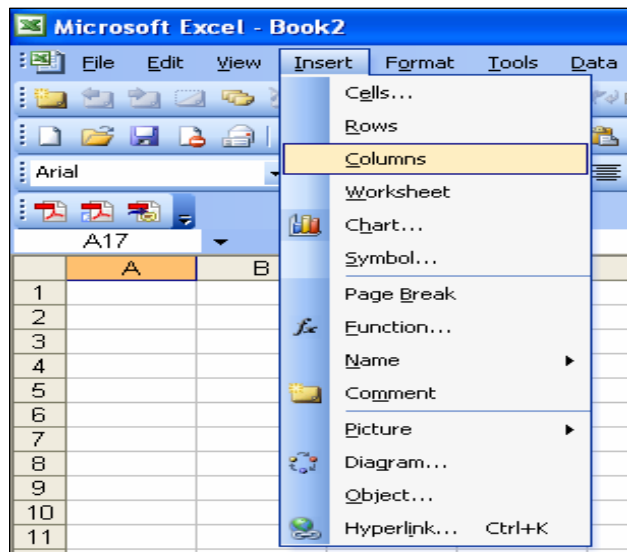 Microsoft Excel - Book2
File Edit View Insert Format Tools Data
Cells...
Rows
Arial
Columns
Worksheet
Chart...
A17
Symbol...
A B
Page Break
Function...
Name
Comment
Picture
Diagram...
Object...
Hyperlink... Ctrl+K
1
2
3
4
5
6
7
8
9
10
11